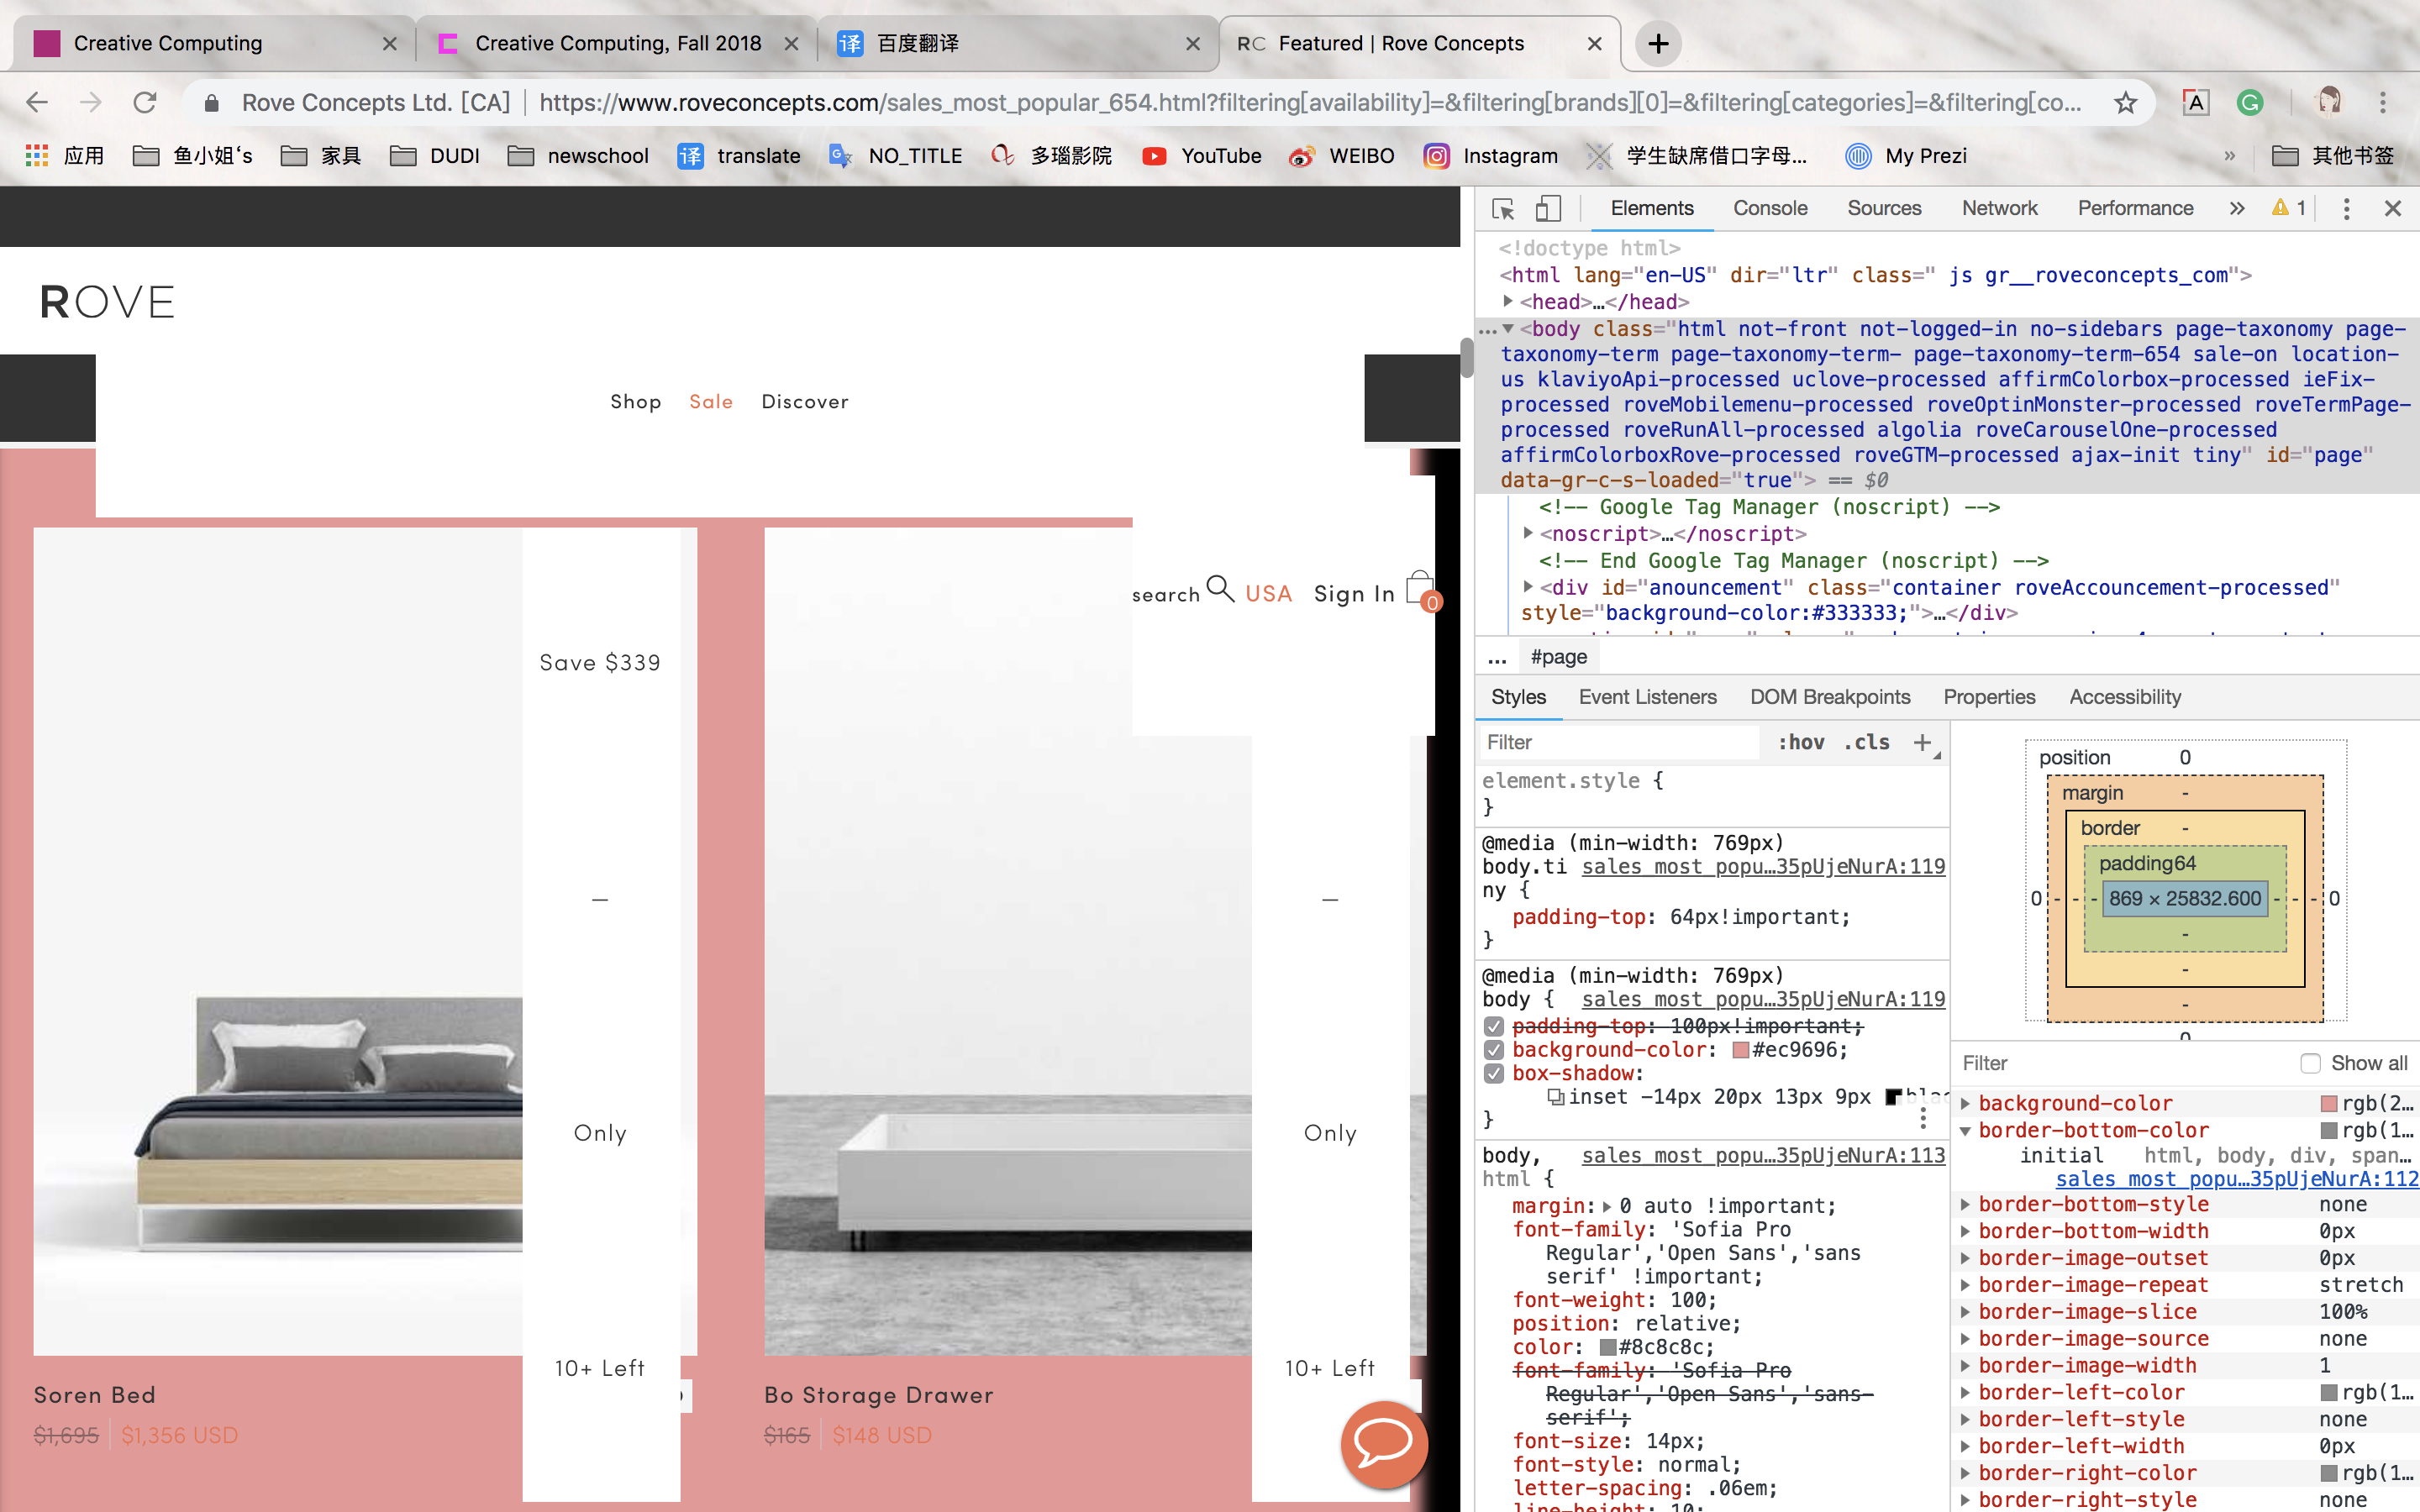 Creative Computing
Creative Computing, Fall 2018
百度翻译
RC Featured | Rove Concepts
Rove Concepts Ltd. [CA] | https://www.roveconcepts.com/sales_most_popular_654.html?filtering[availability]=&filtering[brands][0]=&filtering[categories]=&filtering[co...
应用
鱼小姐‘s
家具
DUDI
newschool
译 translate
NO_TITLE
多瑙影院
YouTube
WEIBO
Instagram
学生缺席借口字母...
My Prezi
»
其他书签
ROVE
Shop Sale Discover
search USA Sign In 0
Save $339
—
Only
10+ Left
—
Only
10+ Left
Soren Bed
$1,695 | $1,356 USD
Bo Storage Drawer
$165 | $148 USD
Elements Console Sources Network Performance » 1
<!doctype html>
<html lang="en-US" dir="ltr" class=" js gr__roveconcepts_com">
<head>…</head>
<body class="html not-front not-logged-in no-sidebars page-taxonomy page-
taxonomy-term page-taxonomy-term- page-taxonomy-term-654 sale-on location-
us klaviyoApi-processed uclove-processed affirmColorbox-processed ieFix-
processed roveMobilemenu-processed roveOptinMonster-processed roveTermPage-
processed roveRunAll-processed algolia roveCarouselOne-processed
affirmColorboxRove-processed roveGTM-processed ajax-init tiny" id="page"
data-gr-c-s-loaded="true"> == $0
<!-- Google Tag Manager (noscript) -->
<noscript>…</noscript>
<!-- End Google Tag Manager (noscript) -->
<div id="anouncement" class="container roveAccouncement-processed"
style="background-color:#333333;">…</div>
... #page
Styles Event Listeners DOM Breakpoints Properties Accessibility
Filter :hov .cls +
element.style {
}
@media (min-width: 769px)
body.ti sales_most_popu…35pUjeNurA:119
ny {
padding-top: 64px!important;
}
@media (min-width: 769px)
body { sales_most_popu…35pUjeNurA:119
padding-top: 100px!important;
background-color: #ec9696;
box-shadow:
inset -14px 20px 13px 9px blac
}
body, sales_most_popu…35pUjeNurA:113
html {
margin: 0 auto !important;
font-family: 'Sofia Pro
Regular','Open Sans','sans
serif' !important;
font-weight: 100;
position: relative;
color: #8c8c8c;
font-family: 'Sofia Pro
Regular','Open Sans','sans-
serif';
font-size: 14px;
font-style: normal;
letter-spacing: .06em;
line-height: 10;
position 0
margin -
border -
padding64
0 - - - 869 × 25832.600 - - - 0
-
-
-
0
Filter Show all
background-color rgb(2…
border-bottom-color rgb(1…
initial html, body, div, span…
sales_most_popu…35pUjeNurA:112
border-bottom-style none
border-bottom-width 0px
border-image-outset 0px
border-image-repeat stretch
border-image-slice 100%
border-image-source none
border-image-width 1
border-left-color rgb(1…
border-left-style none
border-left-width 0px
border-right-color rgb(1…
border-right-style none